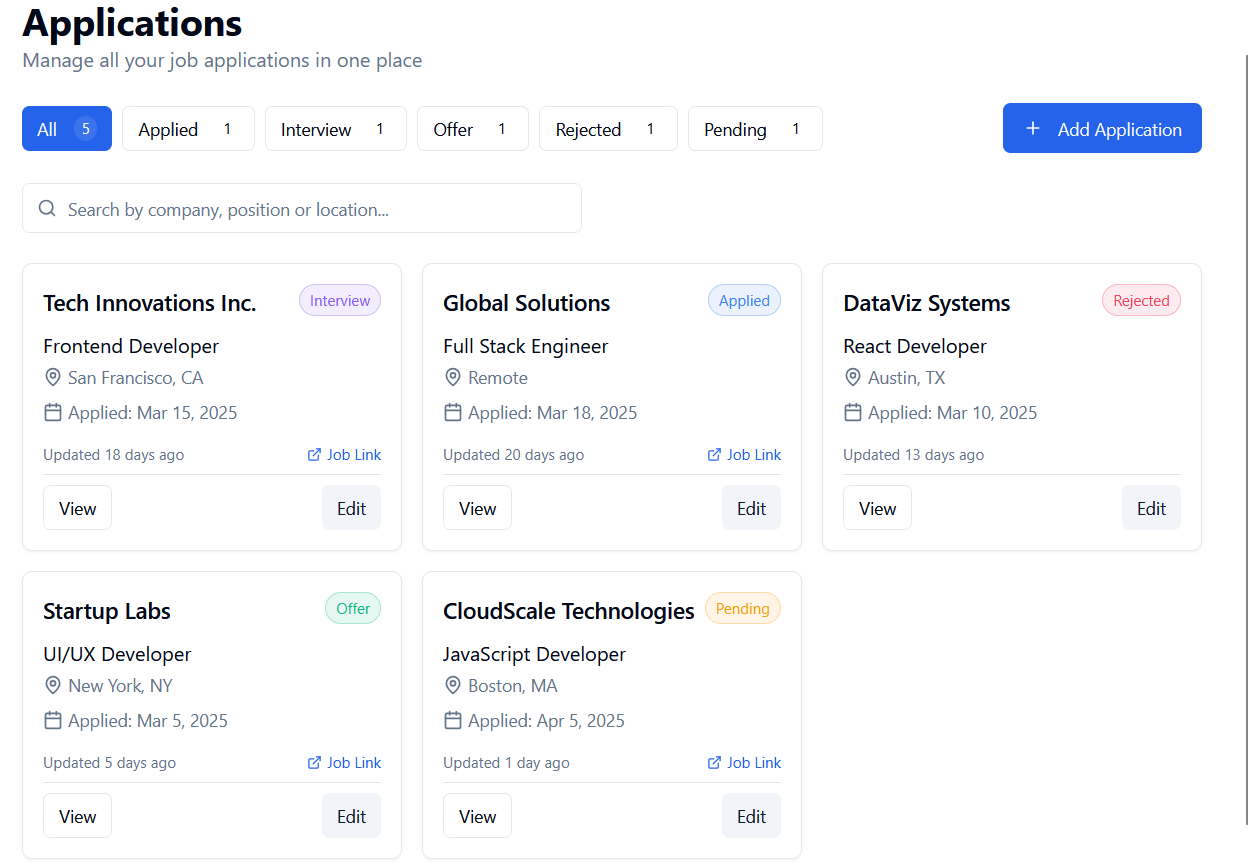 Applications
Manage all your job applications in one place
All 5 Applied 1 Interview 1 Offer 1 Rejected 1 Pending 1 + Add Application
Search by company, position or location...
Tech Innovations Inc. Interview
Frontend Developer
San Francisco, CA
Applied: Mar 15, 2025
Updated 18 days ago Job Link
View Edit
Global Solutions Applied
Full Stack Engineer
Remote
Applied: Mar 18, 2025
Updated 20 days ago Job Link
View Edit
DataViz Systems Rejected
React Developer
Austin, TX
Applied: Mar 10, 2025
Updated 13 days ago
View Edit
Startup Labs Offer
UI/UX Developer
New York, NY
Applied: Mar 5, 2025
Updated 5 days ago Job Link
View Edit
CloudScale Technologies Pending
JavaScript Developer
Boston, MA
Applied: Apr 5, 2025
Updated 1 day ago Job Link
View Edit